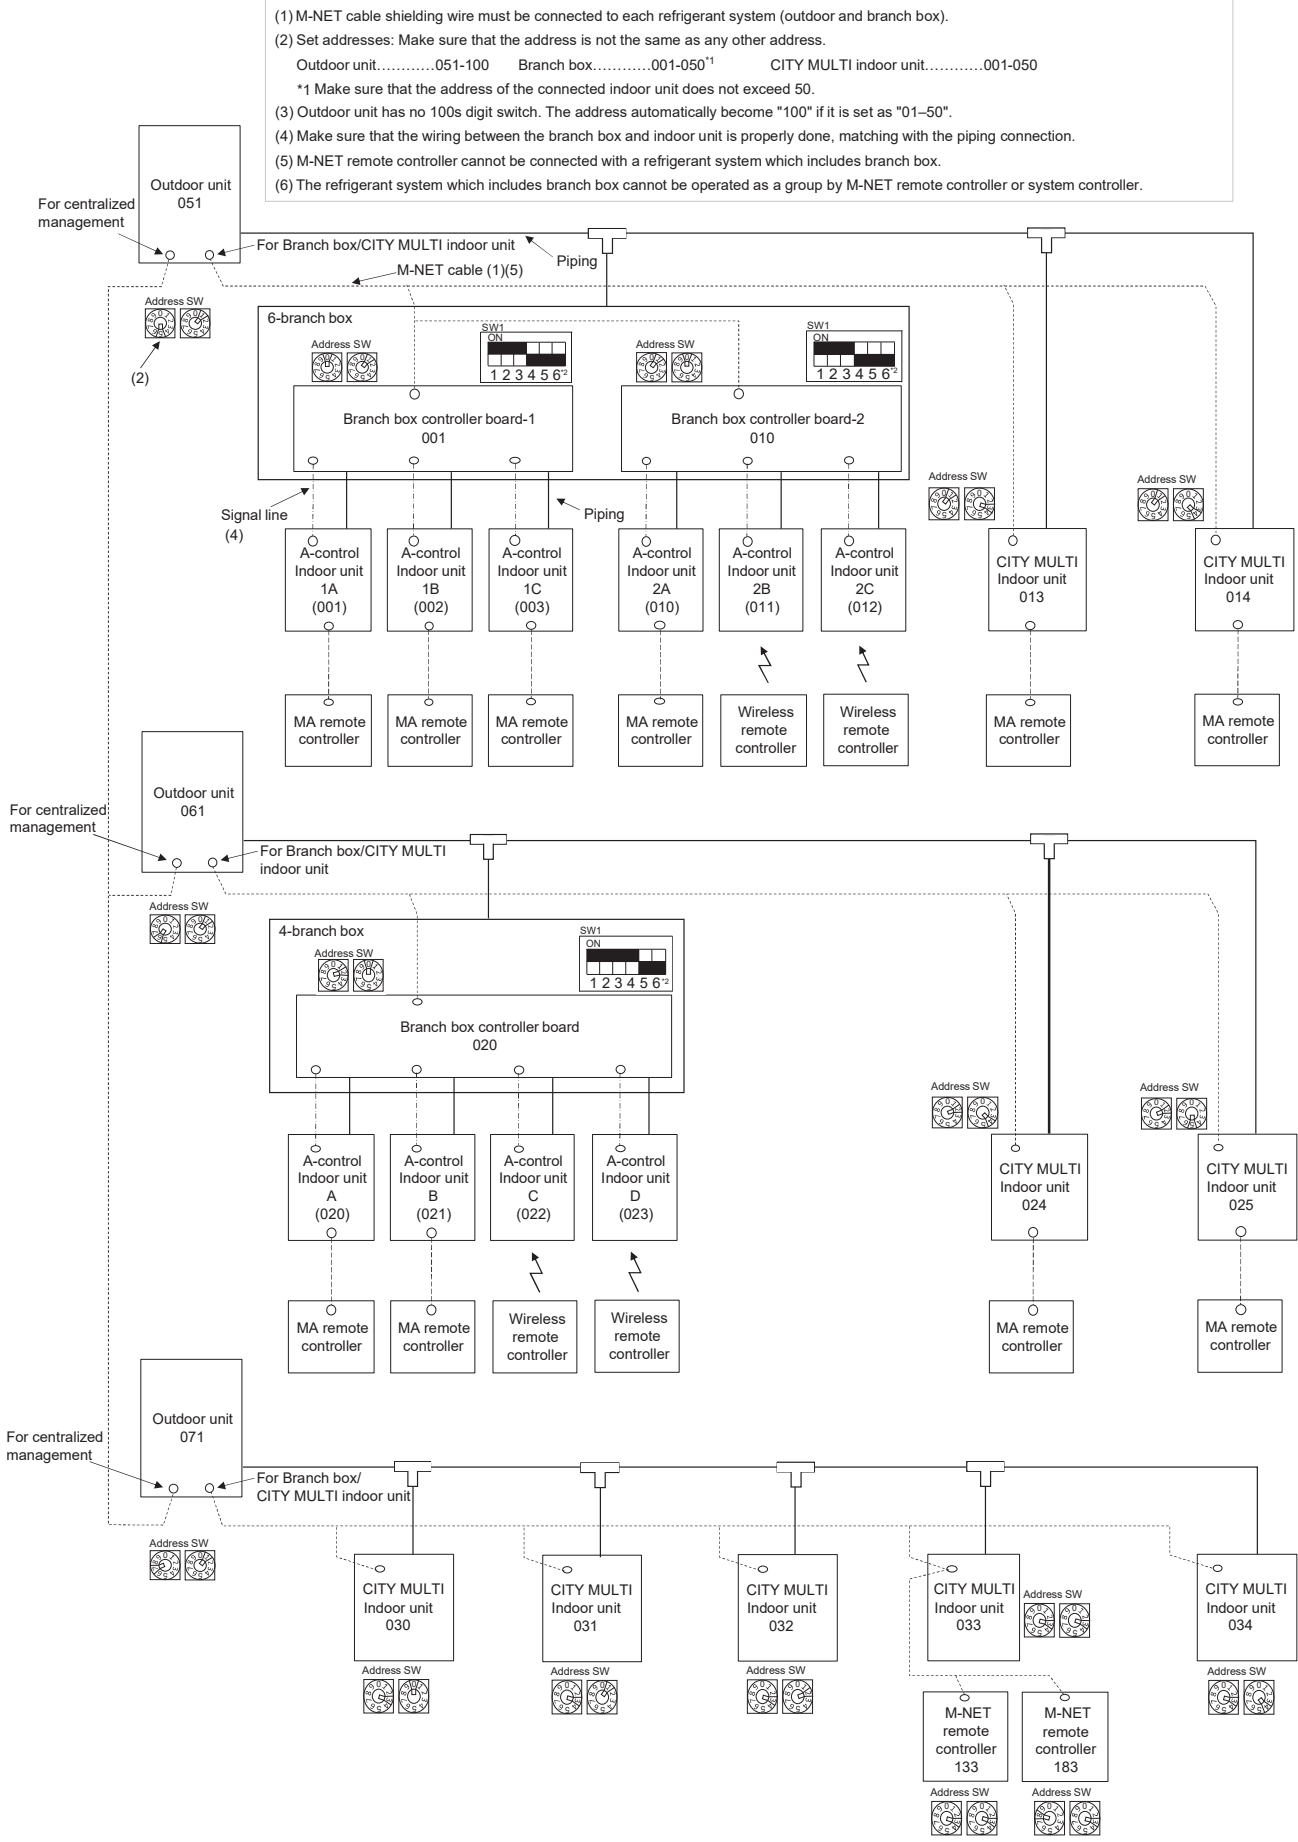 (1) M-NET cable shielding wire must be connected to each refrigerant system (outdoor and branch box).
(2) Set addresses: Make sure that the address is not the same as any other address.
Outdoor unit............051-100 Branch box............001-050*1 CITY MULTI indoor unit............001-050
*1 Make sure that the address of the connected indoor unit does not exceed 50.
(3) Outdoor unit has no 100s digit switch. The address automatically become "100" if it is set as "01–50".
(4) Make sure that the wiring between the branch box and indoor unit is properly done, matching with the piping connection.
(5) M-NET remote controller cannot be connected with a refrigerant system which includes branch box.
(6) The refrigerant system which includes branch box cannot be operated as a group by M-NET remote controller or system controller.
Outdoor unit
051
For centralized
management
For Branch box/CITY MULTI indoor unit
Piping
M-NET cable (1)(5)
Address SW
(2)
6-branch box
Address SW
SW1
ON
1 2 3 4 5 6*2
Address SW
SW1
ON
1 2 3 4 5 6*2
Branch box controller board-1
001
Branch box controller board-2
010
Signal line
(4)
Piping
Address SW
Address SW
A-control
Indoor unit
1A
(001)
A-control
Indoor unit
1B
(002)
A-control
Indoor unit
1C
(003)
A-control
Indoor unit
2A
(010)
A-control
Indoor unit
2B
(011)
A-control
Indoor unit
2C
(012)
CITY MULTI
Indoor unit
013
CITY MULTI
Indoor unit
014
MA remote
controller
MA remote
controller
MA remote
controller
MA remote
controller
Wireless
remote
controller
Wireless
remote
controller
MA remote
controller
MA remote
controller
Outdoor unit
061
For centralized
management
For Branch box/CITY MULTI
indoor unit
Address SW
4-branch box
Address SW
SW1
ON
1 2 3 4 5 6*2
Branch box controller board
020
Address SW
Address SW
A-control
Indoor unit
A
(020)
A-control
Indoor unit
B
(021)
A-control
Indoor unit
C
(022)
A-control
Indoor unit
D
(023)
CITY MULTI
Indoor unit
024
CITY MULTI
Indoor unit
025
MA remote
controller
MA remote
controller
Wireless
remote
controller
Wireless
remote
controller
MA remote
controller
MA remote
controller
Outdoor unit
071
For centralized
management
For Branch box/
CITY MULTI indoor unit
Address SW
CITY MULTI
Indoor unit
030
CITY MULTI
Indoor unit
031
CITY MULTI
Indoor unit
032
CITY MULTI
Indoor unit
033
Address SW
CITY MULTI
Indoor unit
034
Address SW
Address SW
Address SW
Address SW
M-NET
remote
controller
133
M-NET
remote
controller
183
Address SW
Address SW